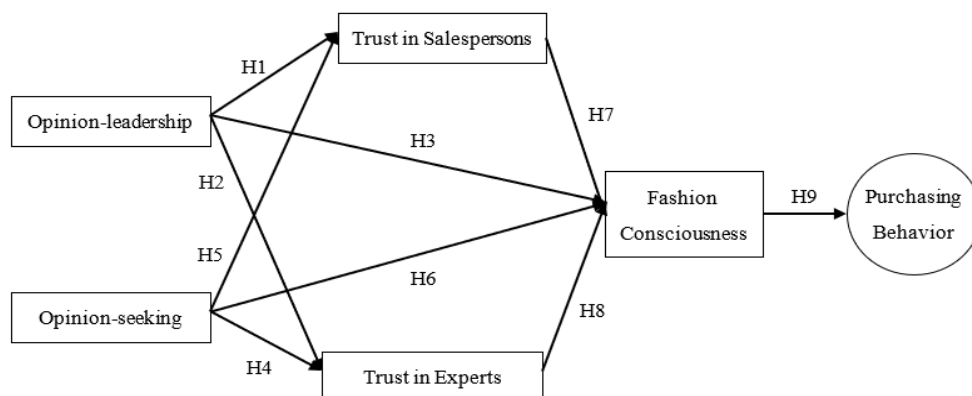 Trust in Salespersons
H1
Opinion-leadership
H7
H3
H2
Fashion
Consciousness
H9
Purchasing
Behavior
H5
H6
Opinion-seeking
H8
H4
Trust in Experts